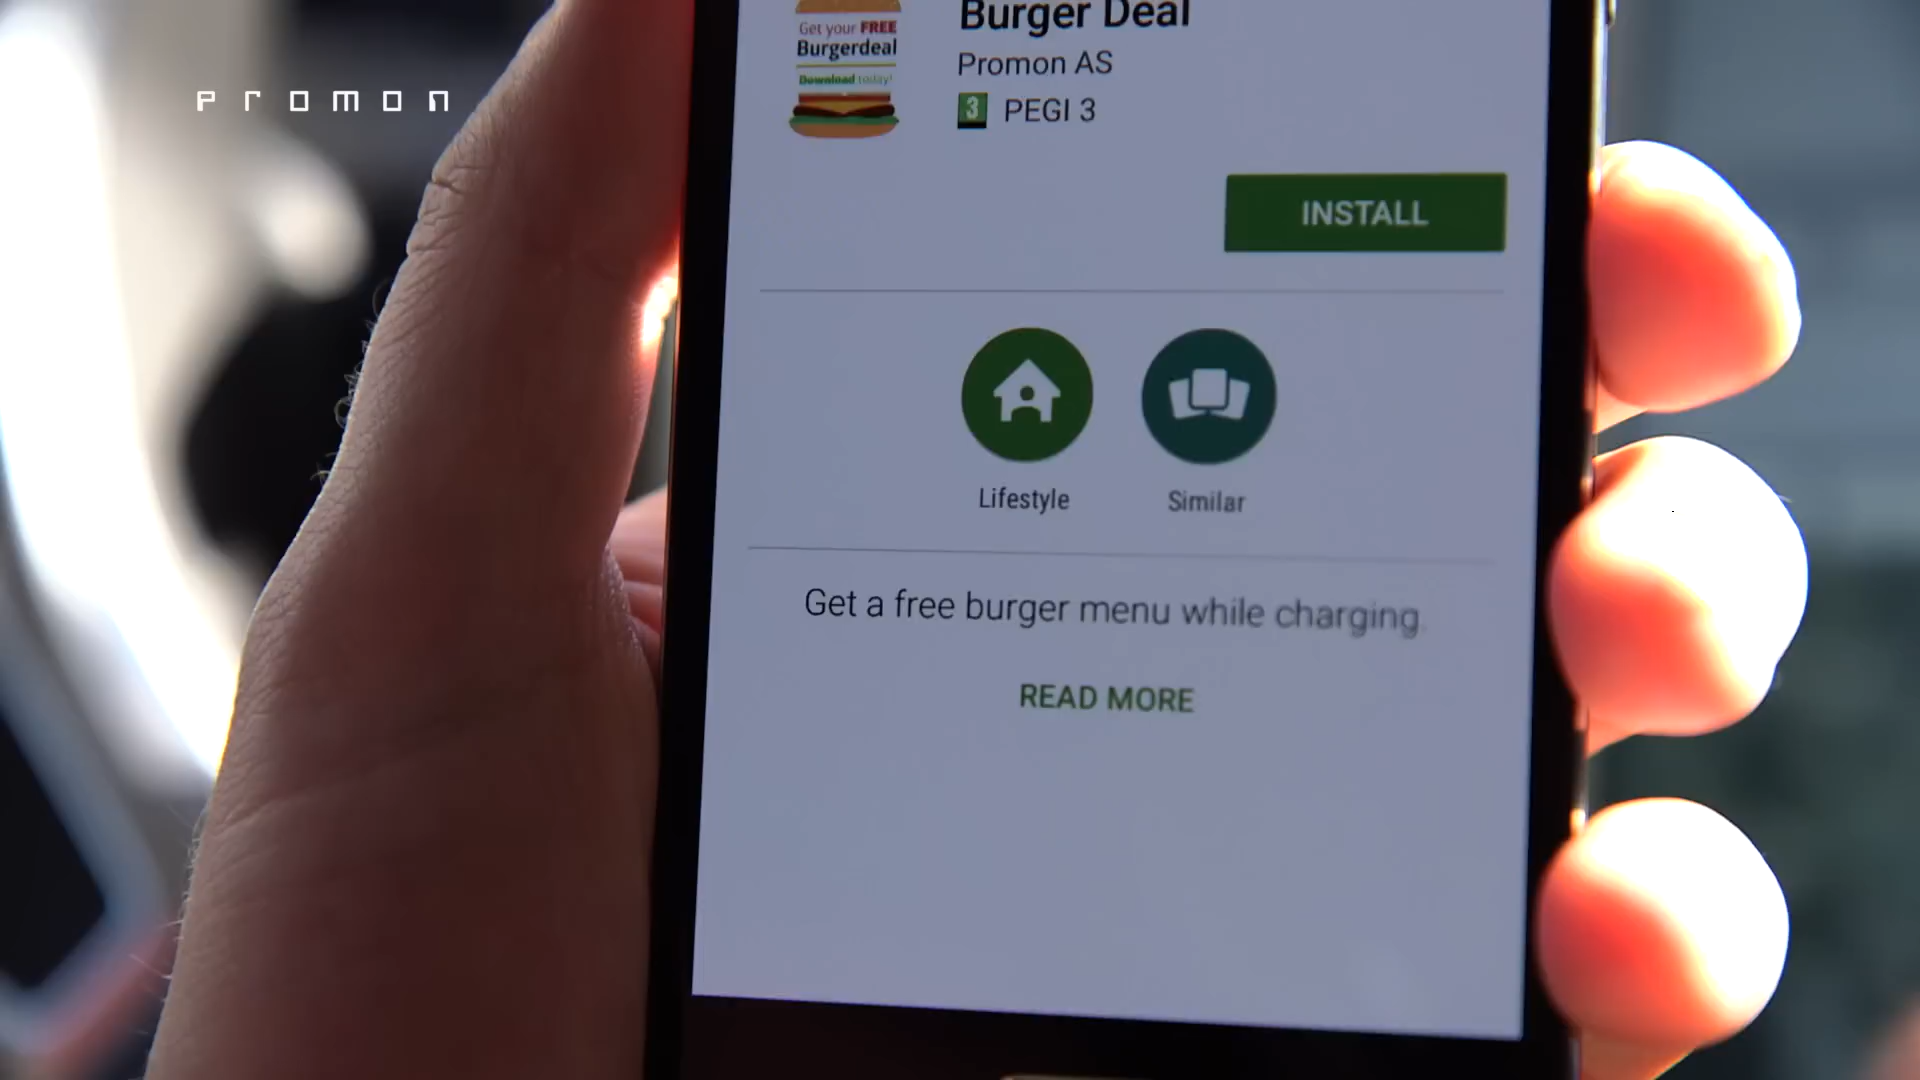 promon
Get your FREE
Burgerdeal
Download today!
Burger Deal
Promon AS
3 PEGI 3
INSTALL
Lifestyle
Similar
Get a free burger menu while charging.
READ MORE